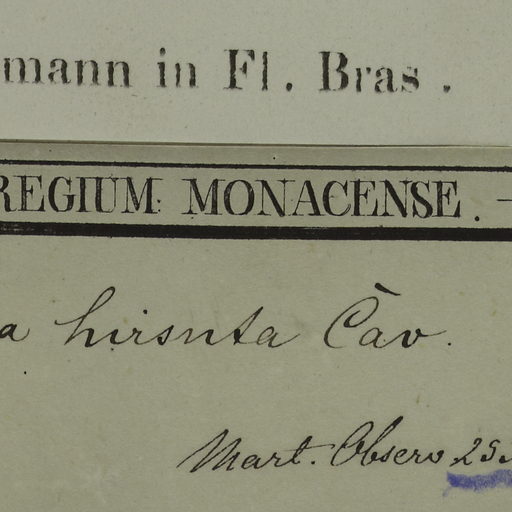 mann in Fl. Bras.
REGIUM MONACENSE. –
a hirsuta Cav.
Mart. Observ. 25